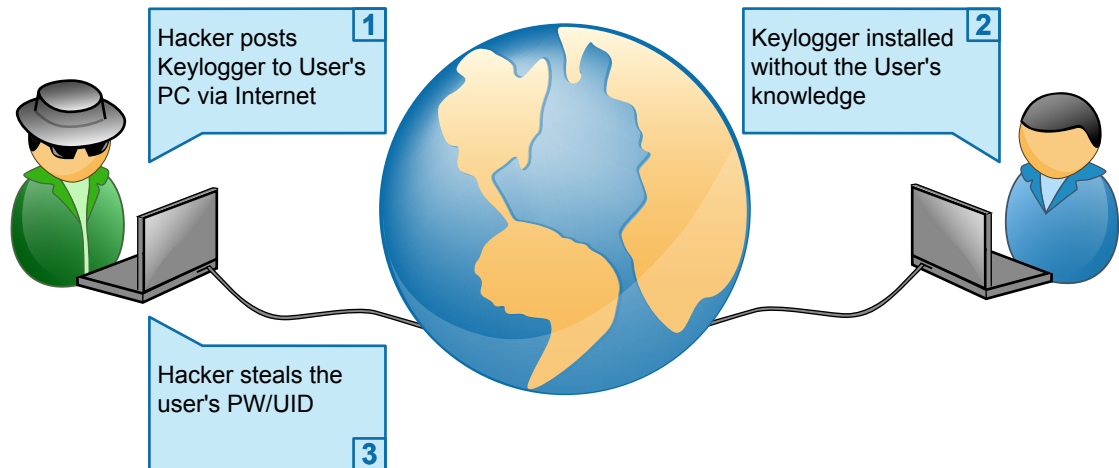 1
Hacker posts
Keylogger to User's
PC via Internet
2
Keylogger installed
without the User's
knowledge
Hacker steals the
user's PW/UID
3